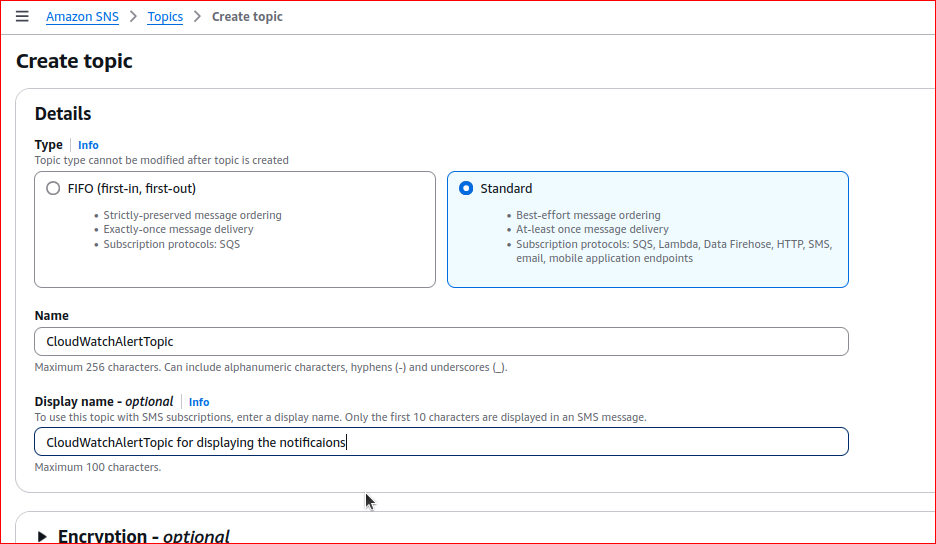 Amazon SNS > Topics > Create topic
Create topic
Details
Type | Info
Topic type cannot be modified after topic is created
FIFO (first-in, first-out)
• Strictly-preserved message ordering
• Exactly-once message delivery
• Subscription protocols: SQS
Standard
• Best-effort message ordering
• At-least once message delivery
• Subscription protocols: SQS, Lambda, Data Firehose, HTTP, SMS,
email, mobile application endpoints
Name
CloudWatchAlertTopic
Maximum 256 characters. Can include alphanumeric characters, hyphens (-) and underscores (_).
Display name - optional | Info
To use this topic with SMS subscriptions, enter a display name. Only the first 10 characters are displayed in an SMS message.
CloudWatchAlertTopic for displaying the notificaions
Maximum 100 characters.
Encryption - optional